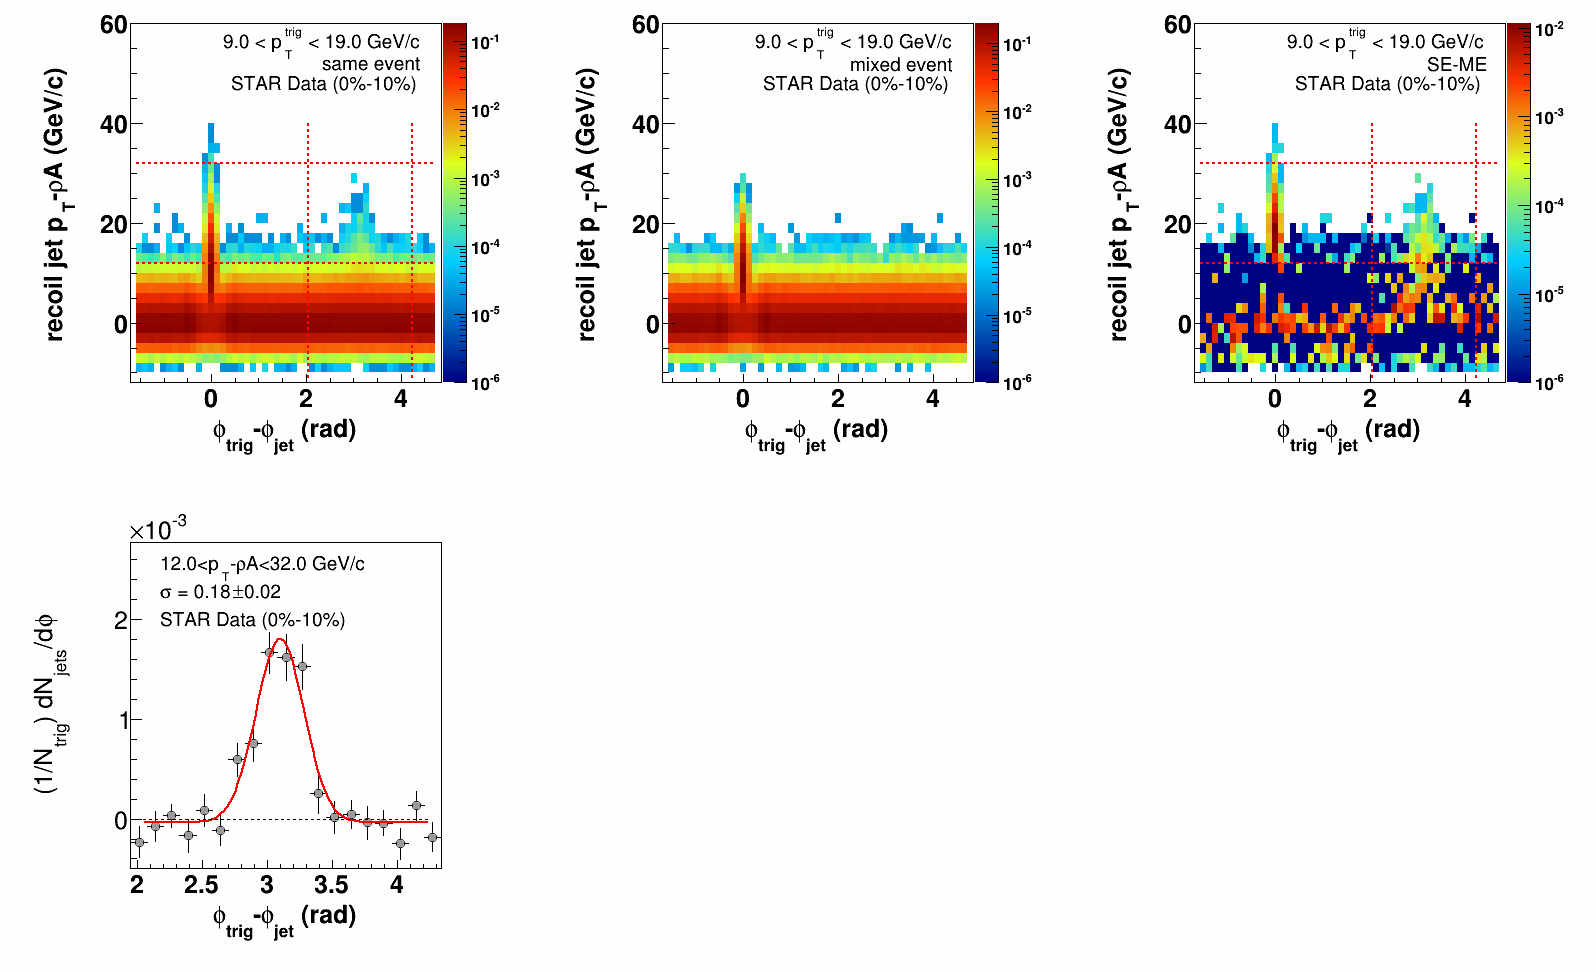 60
40
20
0
recoil jet p_T-ρA (GeV/c)
9.0 < p_T^trig < 19.0 GeV/c
same event
STAR Data (0%-10%)
0 2 4
ϕ_trig-ϕ_jet (rad)
10^-1
10^-2
10^-3
10^-4
10^-5
10^-6
60
40
20
0
recoil jet p_T-ρA (GeV/c)
9.0 < p_T^trig < 19.0 GeV/c
mixed event
STAR Data (0%-10%)
0 2 4
ϕ_trig-ϕ_jet (rad)
10^-1
10^-2
10^-3
10^-4
10^-5
10^-6
60
40
20
0
recoil jet p_T-ρA (GeV/c)
9.0 < p_T^trig < 19.0 GeV/c
SE-ME
STAR Data (0%-10%)
0 2 4
ϕ_trig-ϕ_jet (rad)
10^-2
10^-3
10^-4
10^-5
10^-6
×10^-3
12.0<p_T-ρA<32.0 GeV/c
σ = 0.18±0.02
STAR Data (0%-10%)
2
1
0
(1/N_trig) dN_jets/dϕ
2 2.5 3 3.5 4
ϕ_trig-ϕ_jet (rad)